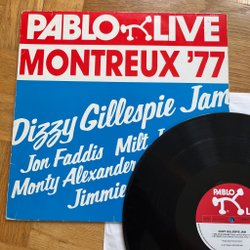 PABLO LIVE
MONTREUX '77
Dizzy Gillespie Jam
Jon Faddis Milt
Monty Alexander
Jimmie
PABLO